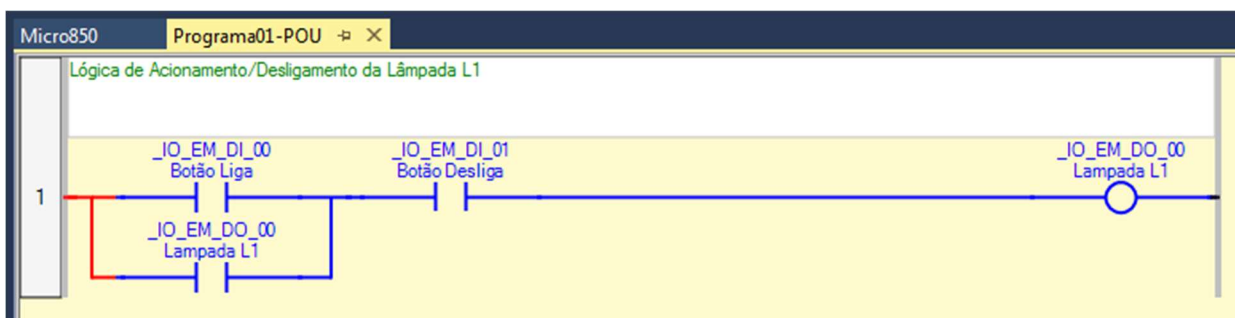 Micro850 Programa01-POU
Lógica de Acionamento/Desligamento da Lâmpada L1
_IO_EM_DI_00 _IO_EM_DI_01 _IO_EM_DO_00
Botão Liga Botão Desliga Lampada L1
1
_IO_EM_DO_00
Lampada L1